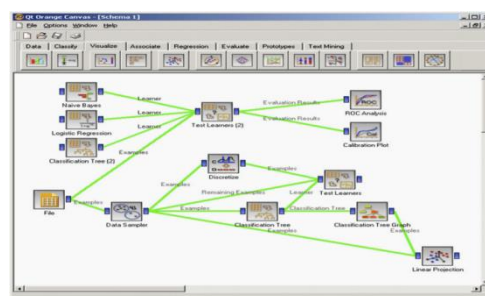 Qt Orange Canvas - [Schema 1]
File Options Window Help
Data Classify Visualize Associate Regression Evaluate Prototypes Text Mining
Naive Bayes
Learner
Logistic Regression
Learner
Learner
Classification Tree (2)
Examples
Test Learners (2)
Evaluation Results
Evaluation Results
ROC
ROC Analysis
Calibration Plot
File
Examples
Data Sampler
Examples
Discretize
Examples
Remaining Examples
Examples
Learner
Test Learners
Classification Tree
Classification Tree
Classification Tree Graph
Examples
Examples
Linear Projection